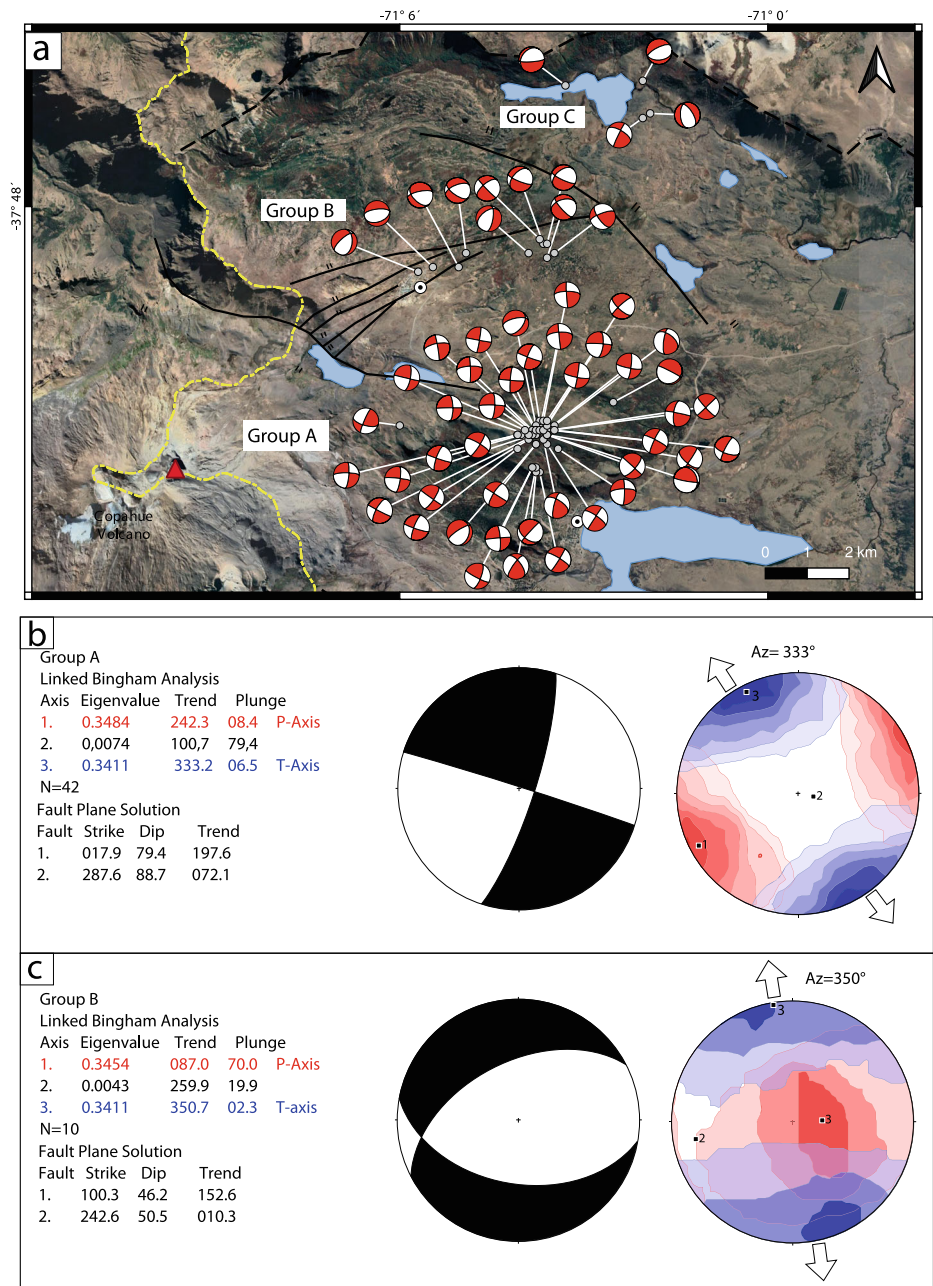 -71° 6´ -71° 0´
a
Group C
-37° 48´
Group B
Group A
Copahue
Volcano
0 1 2 km
b
Group A
Linked Bingham Analysis
Axis Eigenvalue Trend Plunge
1. 0.3484 242.3 08.4 P-Axis
2. 0,0074 100,7 79,4
3. 0.3411 333.2 06.5 T-Axis
N=42
Fault Plane Solution
Fault Strike Dip Trend
1. 017.9 79.4 197.6
2. 287.6 88.7 072.1
Az= 333°
3
2
1
c
Group B
Linked Bingham Analysis
Axis Eigenvalue Trend Plunge
1. 0.3454 087.0 70.0 P-Axis
2. 0.0043 259.9 19.9
3. 0.3411 350.7 02.3 T-axis
N=10
Fault Plane Solution
Fault Strike Dip Trend
1. 100.3 46.2 152.6
2. 242.6 50.5 010.3
Az=350°
3
3
2